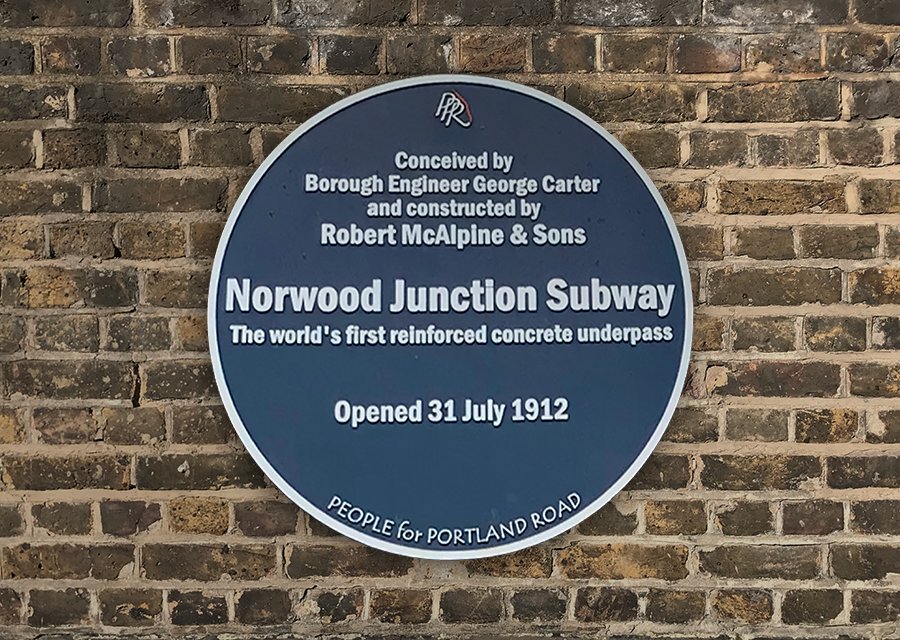 PPR
Conceived by
Borough Engineer George Carter
and constructed by
Robert McAlpine & Sons
Norwood Junction Subway
The world's first reinforced concrete underpass
Opened 31 July 1912
PEOPLE for PORTLAND ROAD